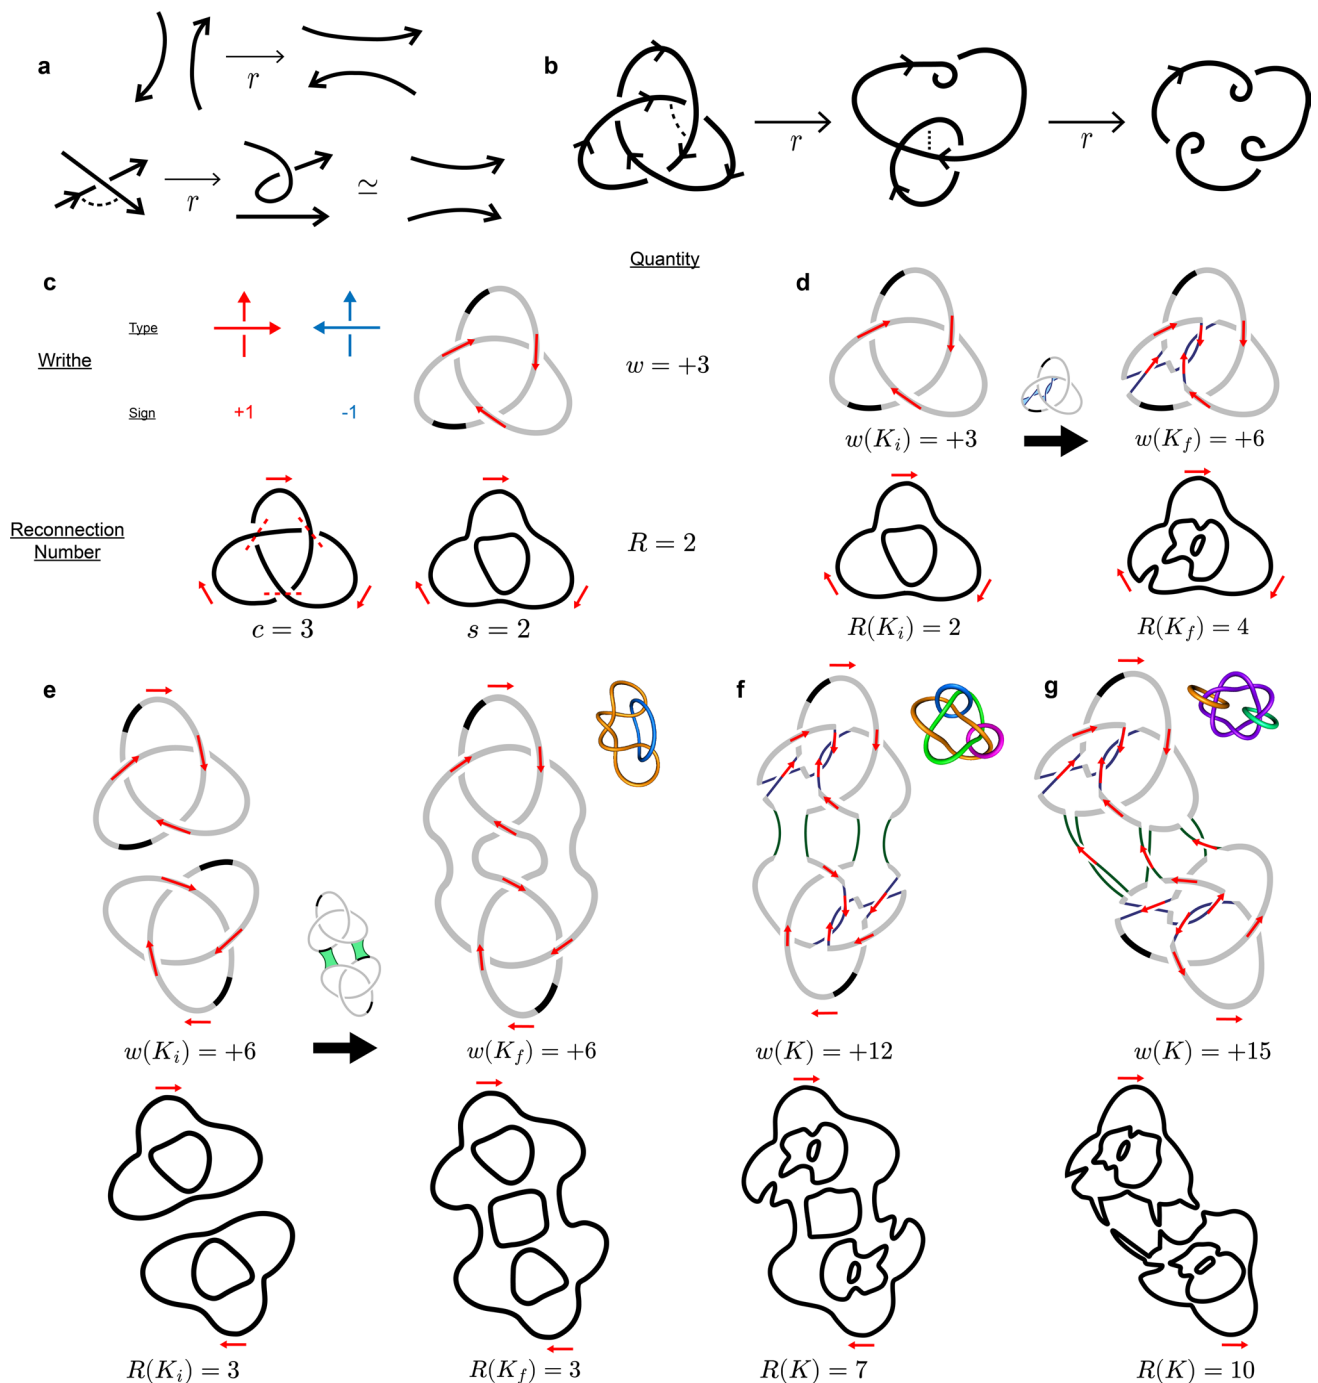 a
r
r
≃
b
r
r
Quantity
c
Type
Writhe
Sign
+1
-1
w = +3
d
w(K_i) = +3
w(K_f) = +6
Reconnection
Number
c = 3
s = 2
R = 2
R(K_i) = 2
R(K_f) = 4
e
w(K_i) = +6
w(K_f) = +6
R(K_i) = 3
R(K_f) = 3
f
w(K) = +12
R(K) = 7
g
w(K) = +15
R(K) = 10